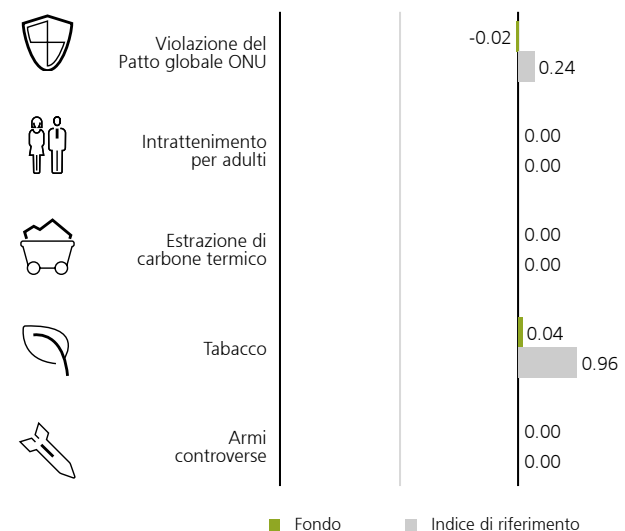 Violazione del
Patto globale ONU
-0.02
0.24
Intrattenimento
per adulti
0.00
0.00
Estrazione di
carbone termico
0.00
0.00
Tabacco
0.04
0.96
Armi
controverse
0.00
0.00
Fondo
Indice di riferimento